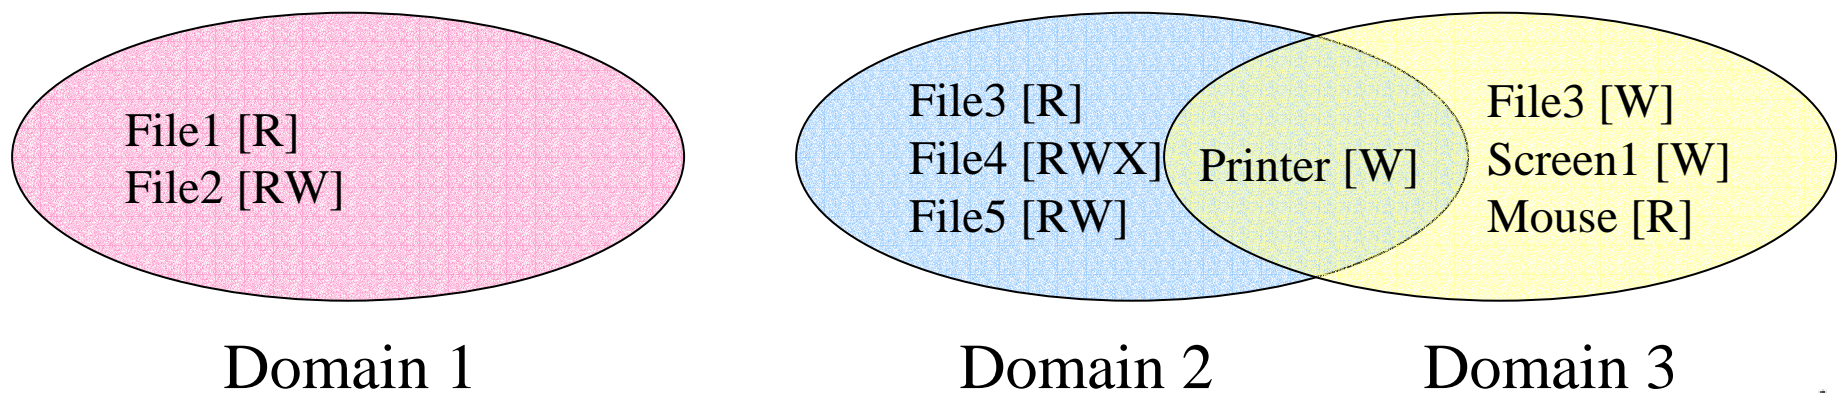 File1 [R]
File2 [RW]
File3 [R]
File4 [RWX]
File5 [RW]
Printer [W]
File3 [W]
Screen1 [W]
Mouse [R]
Domain 1
Domain 2
Domain 3